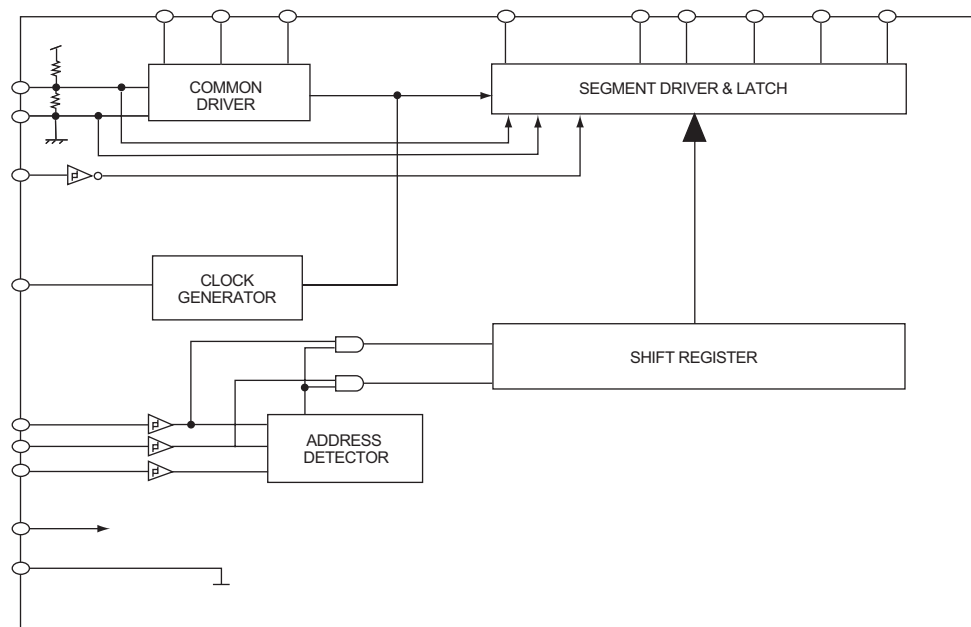 COMMON
DRIVER
SEGMENT DRIVER & LATCH
CLOCK
GENERATOR
SHIFT REGISTER
ADDRESS
DETECTOR